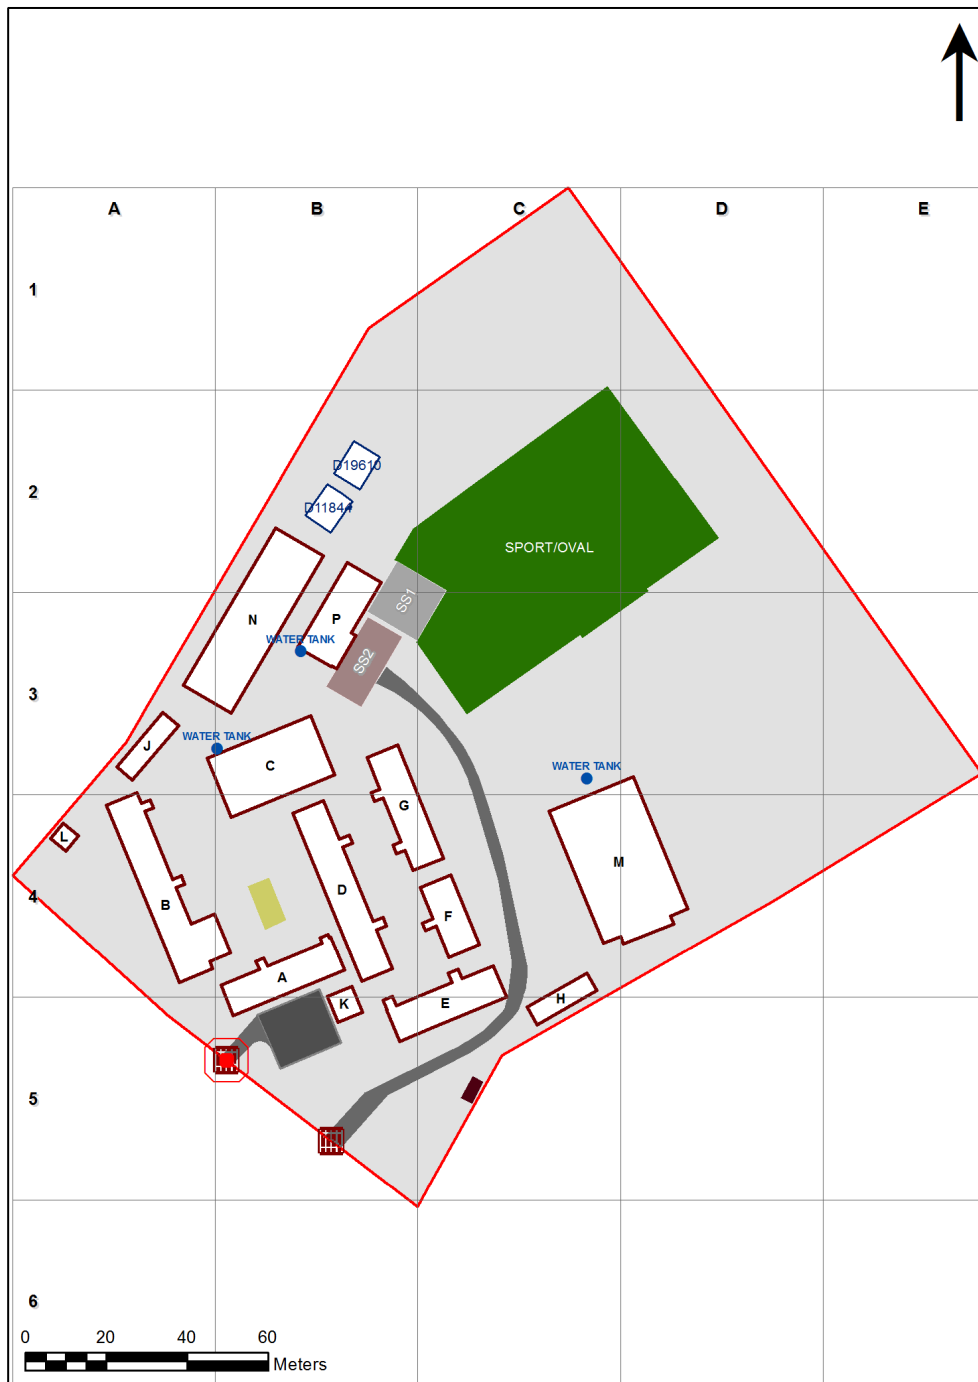 A B C D E
1
2
D19610
D11844
SPORT/OVAL
SS1
N P
WATER TANK
SS2
3
J
WATER TANK
C
WATER TANK
G
L
M
4
D
B
F
A
K E H
5
6
0 20 40 60
Meters